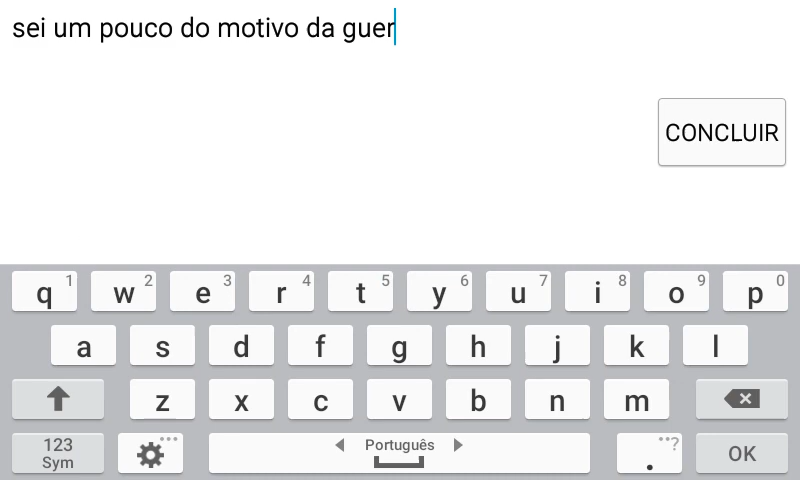 sei um pouco do motivo da guer
CONCLUIR
q 1 w 2 e 3 r 4 t 5 y 6 u 7 i 8 o 9 p 0
a s d f g h j k l
z x c v b n m
123 Sym ... Português . ...? OK